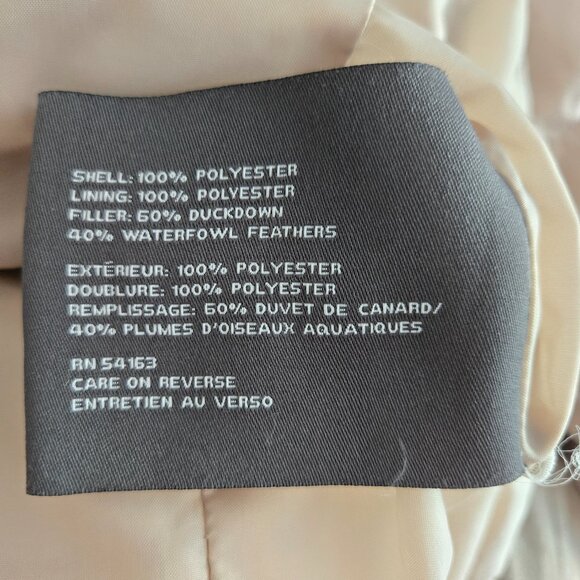 SHELL: 100% POLYESTER
LINING: 100% POLYESTER
FILLER: 60% DUCKDOWN
40% WATERFOWL FEATHERS
EXTÉRIEUR: 100% POLYESTER
DOUBLURE: 100% POLYESTER
REMPLISSAGE: 60% DUVET DE CANARD/
40% PLUMES D'OISEAUX AQUATIQUES
RN 54163
CARE ON REVERSE
ENTRETIEN AU VERSO